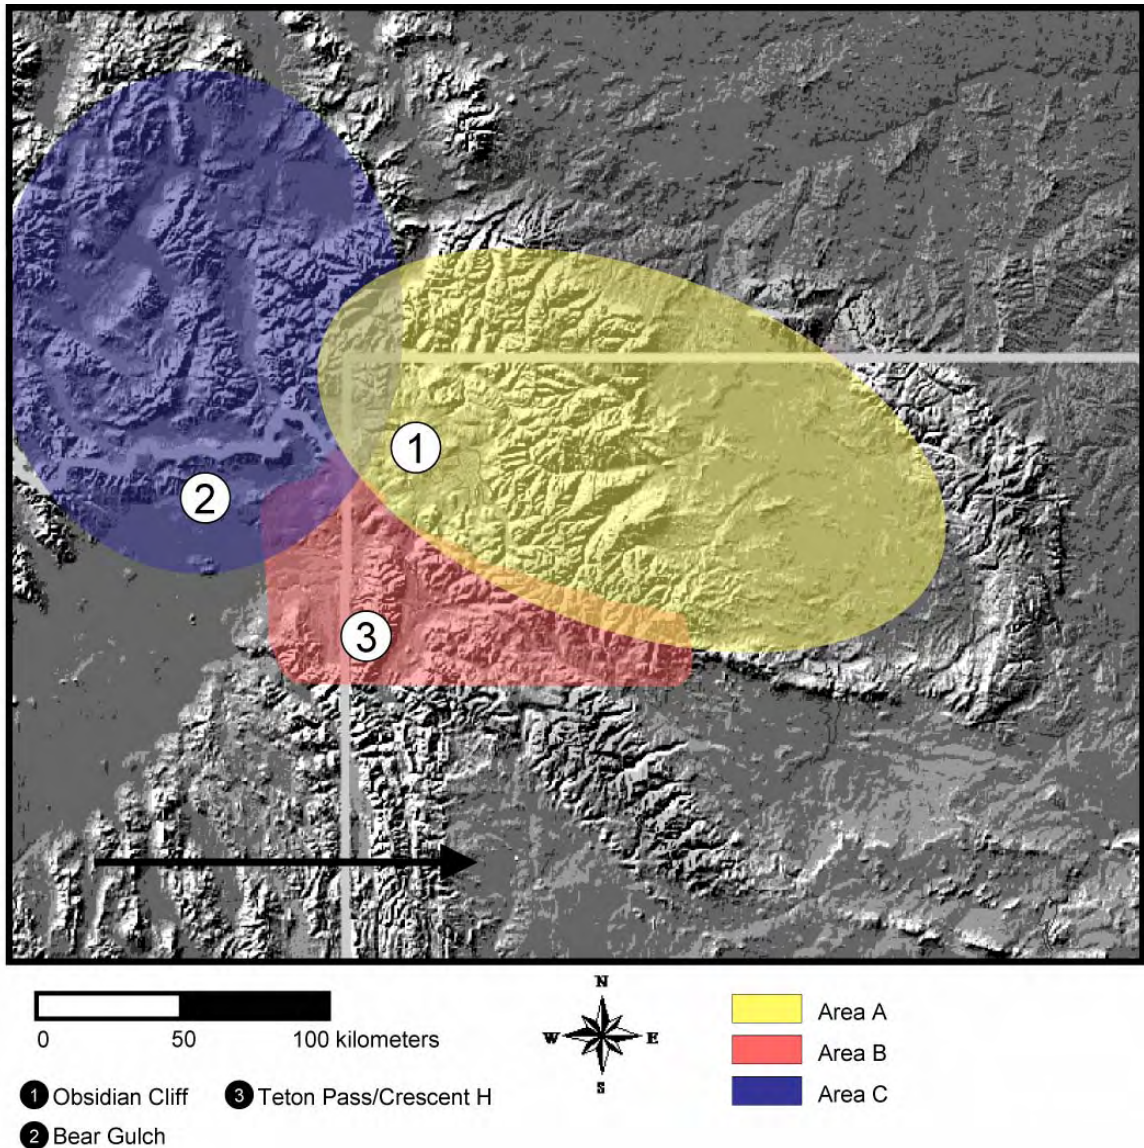 1
2
3
N
W E
S
0 50 100 kilometers
Area A
Area B
Area C
1 Obsidian Cliff 3 Teton Pass/Crescent H
2 Bear Gulch